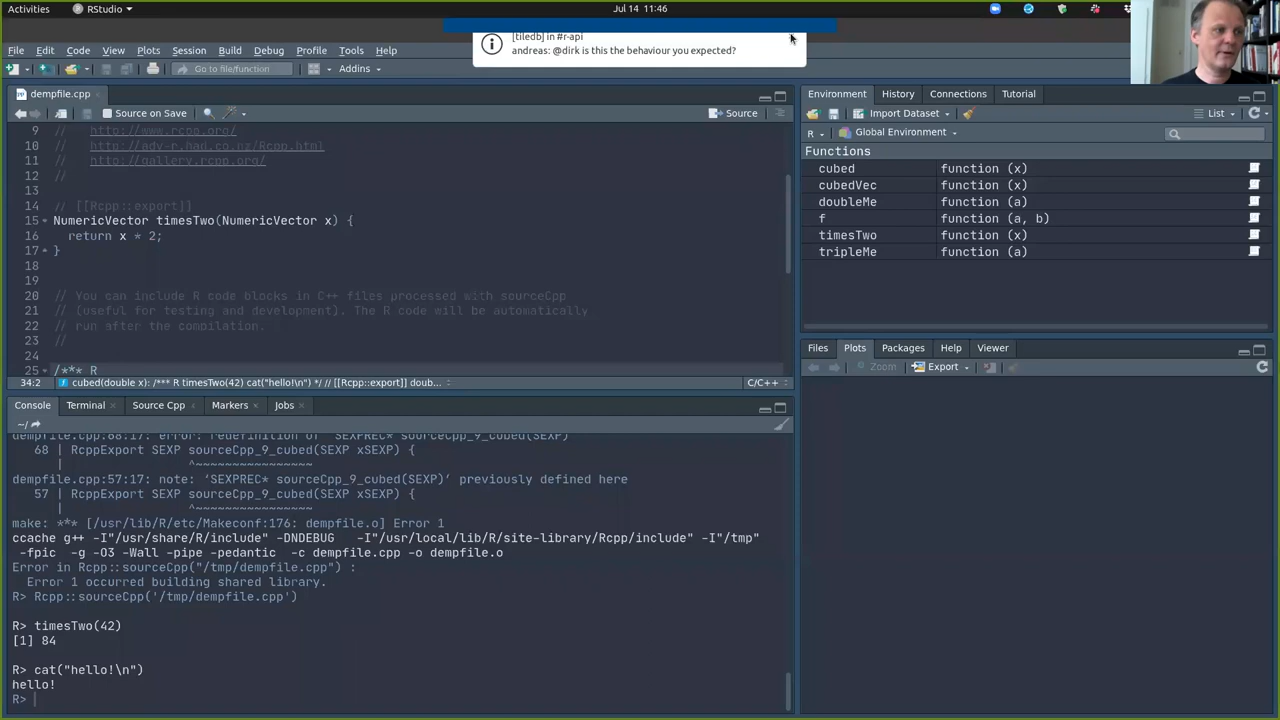 Activities
RStudio
Jul 14 11:46
[tiledb] in #r-api
andreas: @dirk is this the behaviour you expected?
File Edit Code View Plots Session Build Debug Profile Tools Help
Go to file/function
Addins
dempfile.cpp
Source on Save
Source
9 // http://www.rcpp.org/
10 // http://adv-r.had.co.nz/Rcpp.html
11 // http://gallery.rcpp.org/
12 //
13
14 // [[Rcpp::export]]
15 NumericVector timesTwo(NumericVector x) {
16 return x * 2;
17 }
18
19
20 // You can include R code blocks in C++ files processed with sourceCpp
21 // (useful for testing and development). The R code will be automatically
22 // run after the compilation.
23 //
24
25 /*** R
34:2 cubed(double x): /*** R timesTwo(42) cat("hello!\n") */ // [[Rcpp::export]] doub... C/C++
Console Terminal Source Cpp Markers Jobs
~/
dempfile.cpp:68:17: error: redefinition of ‘SEXPREC* sourceCpp_9_cubed(SEXP)’
68 | RcppExport SEXP sourceCpp_9_cubed(SEXP xSEXP) {
| ^~~~~~~~~~~~~~~~~
dempfile.cpp:57:17: note: ‘SEXPREC* sourceCpp_9_cubed(SEXP)’ previously defined here
57 | RcppExport SEXP sourceCpp_9_cubed(SEXP xSEXP) {
| ^~~~~~~~~~~~~~~~~
make: *** [/usr/lib/R/etc/Makeconf:176: dempfile.o] Error 1
ccache g++ -I"/usr/share/R/include" -DNDEBUG -I"/usr/local/lib/R/site-library/Rcpp/include" -I"/tmp"
-fpic -g -O3 -Wall -pipe -pedantic -c dempfile.cpp -o dempfile.o
Error in Rcpp::sourceCpp("/tmp/dempfile.cpp") :
Error 1 occurred building shared library.
R> Rcpp::sourceCpp('/tmp/dempfile.cpp')
R> timesTwo(42)
[1] 84
R> cat("hello!\n")
hello!
R>
Environment History Connections Tutorial
Import Dataset
List
R
Global Environment
Functions
cubed function (x)
cubedVec function (x)
doubleMe function (a)
f function (a, b)
timesTwo function (x)
tripleMe function (a)
Files Plots Packages Help Viewer
Zoom
Export